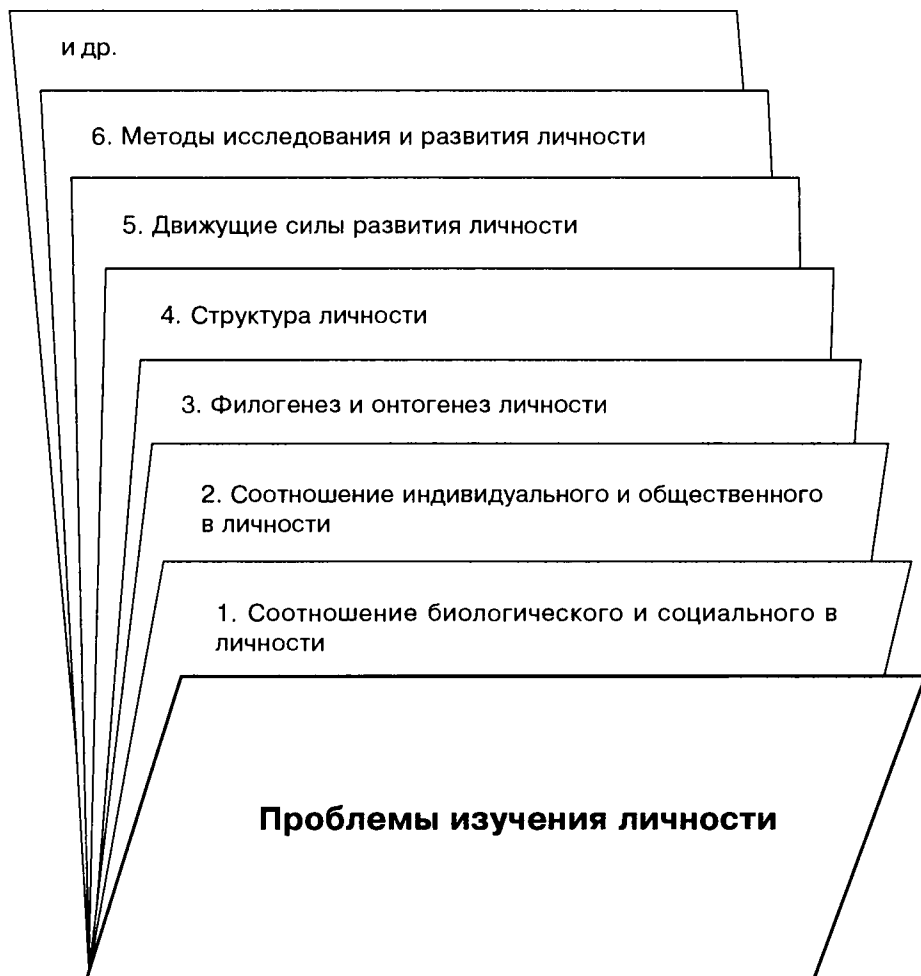 и др.
6. Методы исследования и развития личности
5. Движущие силы развития личности
4. Структура личности
3. Филогенез и онтогенез личности
2. Соотношение индивидуального и общественного
в личности
1. Соотношение биологического и социального в
личности
Проблемы изучения личности